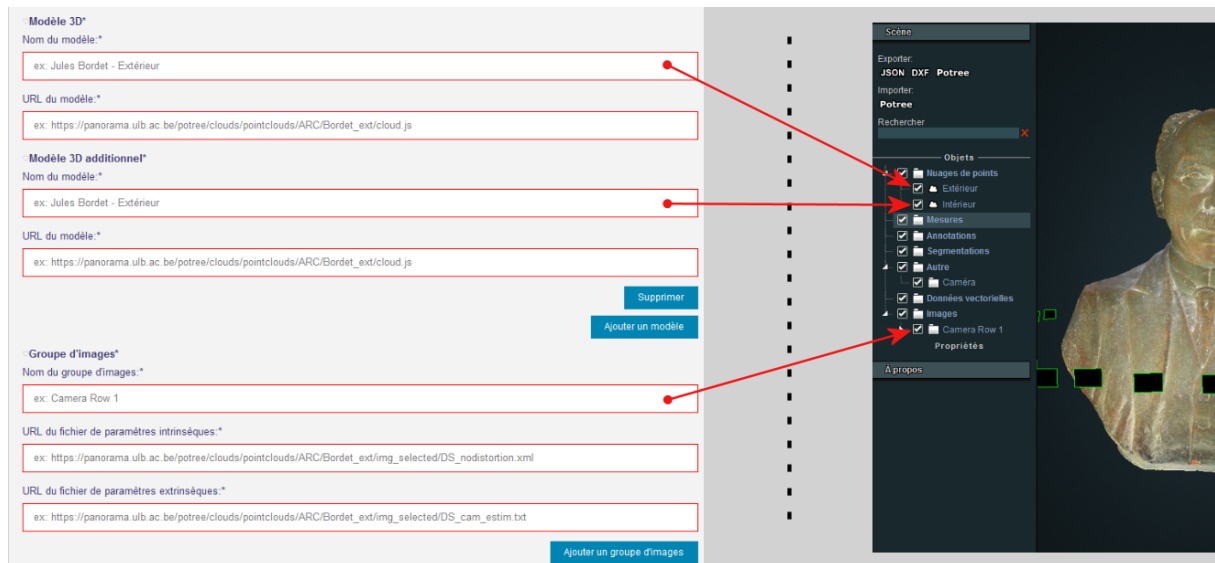 Modèle 3D*
Nom du modèle:*
ex: Jules Bordet - Extérieur
URL du modèle:*
ex: https://panorama.ulb.ac.be/potree/clouds/pointclouds/ARC/Bordet_ext/cloud.js
Modèle 3D additionnel*
Nom du modèle:*
ex: Jules Bordet - Extérieur
URL du modèle:*
ex: https://panorama.ulb.ac.be/potree/clouds/pointclouds/ARC/Bordet_ext/cloud.js
Supprimer
Ajouter un modèle
Groupe d'images*
Nom du groupe d'images:*
ex: Camera Row 1
URL du fichier de paramètres intrinsèques:*
ex: https://panorama.ulb.ac.be/potree/clouds/pointclouds/ARC/Bordet_ext/img_selected/DS_nodistortion.xml
URL du fichier de paramètres extrinsèques:*
ex: https://panorama.ulb.ac.be/potree/clouds/pointclouds/ARC/Bordet_ext/img_selected/DS_cam_estim.txt
Ajouter un groupe d'images
Scène
Exporter:
JSON DXF Potree
Importer:
Potree
Rechercher
Objets
Nuages de points
Extérieur
Intérieur
Mesures
Annotations
Segmentations
Autre
Caméra
Données vectorielles
Images
Camera Row 1
Propriétés
À propos